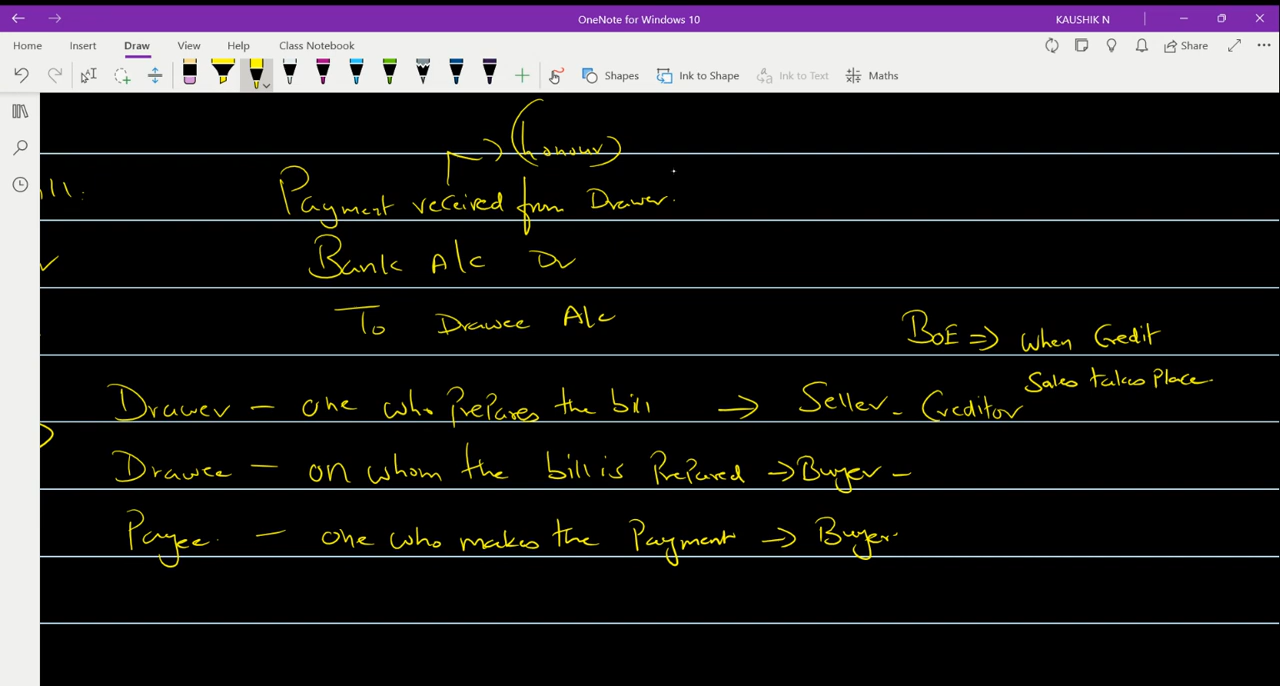 OneNote for Windows 10
KAUSHIK N
Home Insert Draw View Help Class Notebook
Share
Shapes Ink to Shape Ink to Text Maths
(honour)
Payment received from Drawer.
Bank A/c Dr
To Drawee A/c
BOE => When Credit
Sales takes Place.
Drawer - one who Prepares the bill → Seller - Creditor
Drawee - on whom the bill is Prepared → Buyer -
Payee - one who makes the Payment → Buyer.